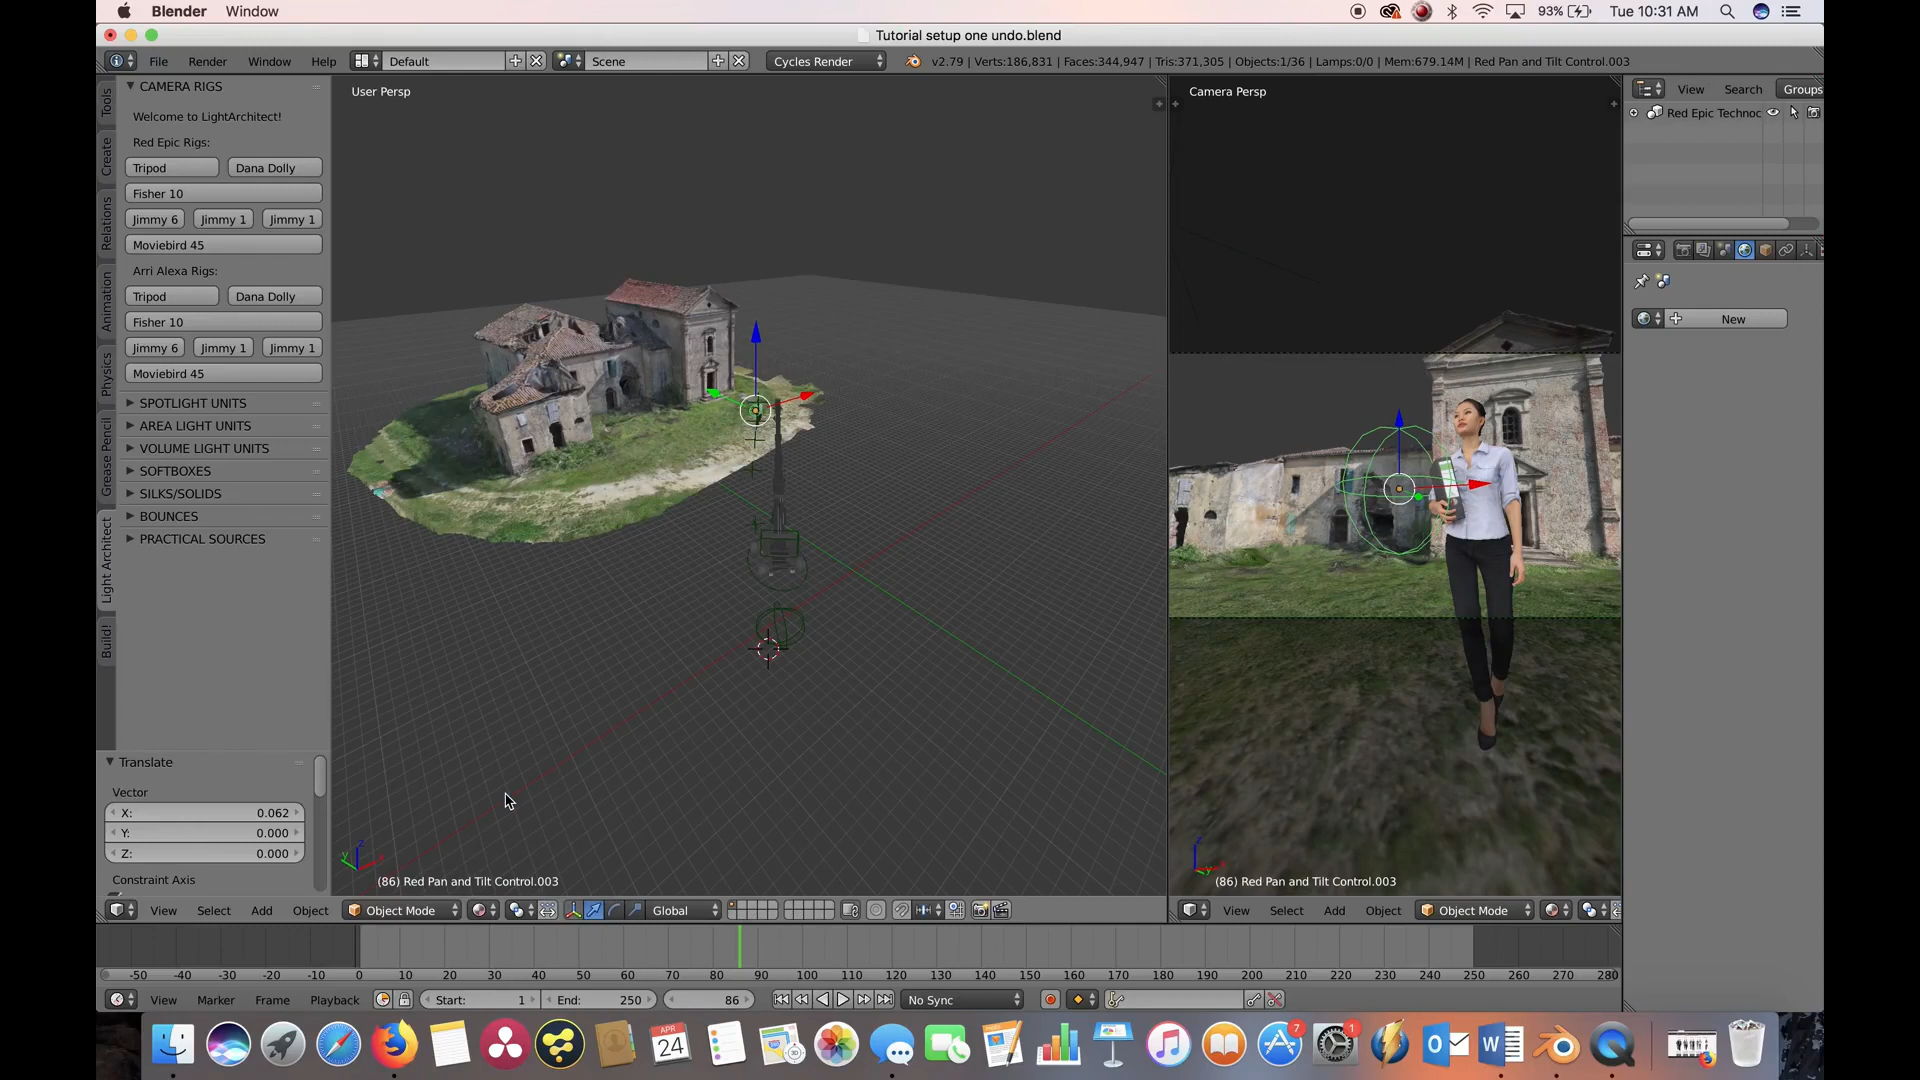 Blender Window
93% Tue 10:31 AM
Tutorial setup one undo.blend
File Render Window Help Default Scene Cycles Render v2.79 | Verts:186,831 | Faces:344,947 | Tris:371,305 | Objects:1/36 | Lamps:0/0 | Mem:679.14M | Red Pan and Tilt Control.003
Tools
Create
Relations
Animation
Physics
Grease Pencil
Light Architect
Build!
CAMERA RIGS
Welcome to LightArchitect!
Red Epic Rigs:
Tripod Dana Dolly
Fisher 10
Jimmy 6 Jimmy 1 Jimmy 1
Moviebird 45
Arri Alexa Rigs:
Tripod Dana Dolly
Fisher 10
Jimmy 6 Jimmy 1 Jimmy 1
Moviebird 45
SPOTLIGHT UNITS
AREA LIGHT UNITS
VOLUME LIGHT UNITS
SOFTBOXES
SILKS/SOLIDS
BOUNCES
PRACTICAL SOURCES
Translate
Vector
X: 0.062
Y: 0.000
Z: 0.000
Constraint Axis
User Persp
(86) Red Pan and Tilt Control.003
View Select Add Object Object Mode Global
Camera Persp
(86) Red Pan and Tilt Control.003
View Select Add Object Object Mode
View Search Groups
Red Epic Technoc
New
-50 -40 -30 -20 -10 0 10 20 30 40 50 60 70 80 90 100 110 120 130 140 150 160 170 180 190 200 210 220 230 240 250 260 270 280
View Marker Frame Playback Start: 1 End: 250 86 No Sync
APR
24
7
1